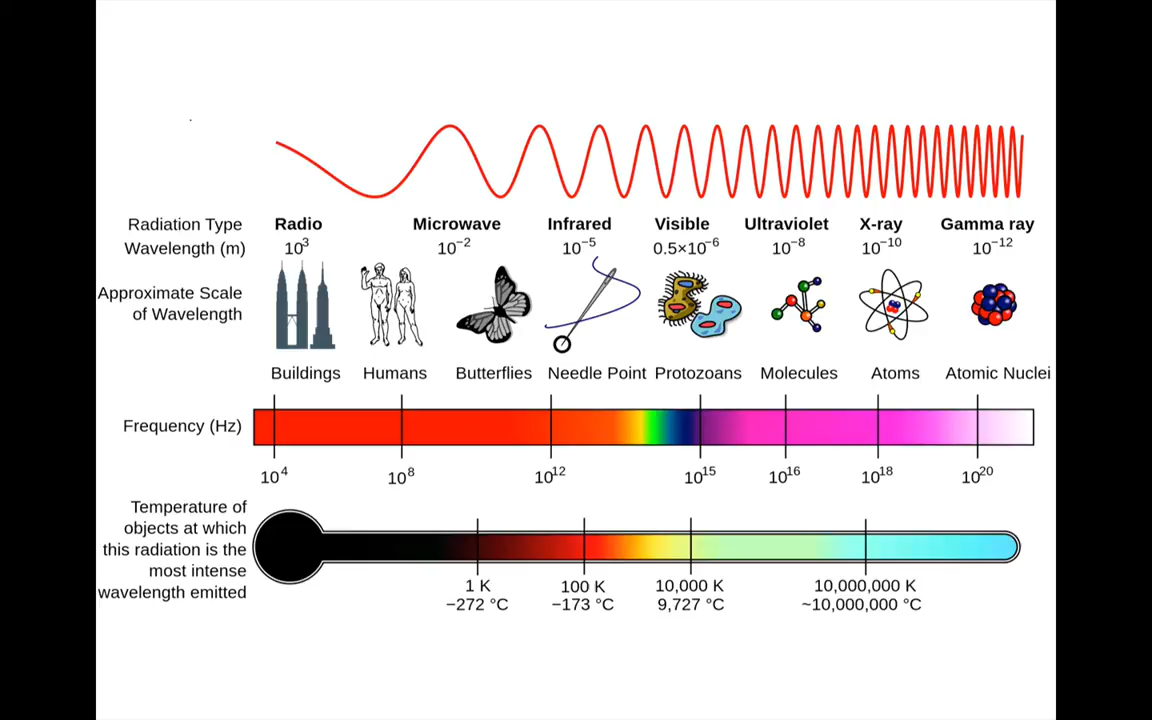 Radiation Type Radio Microwave Infrared Visible Ultraviolet X-ray Gamma ray
Wavelength (m) 10³ 10⁻² 10⁻⁵ 0.5×10⁻⁶ 10⁻⁸ 10⁻¹⁰ 10⁻¹²
Approximate Scale
of Wavelength
Buildings Humans Butterflies Needle Point Protozoans Molecules Atoms Atomic Nuclei
Frequency (Hz)
10⁴ 10⁸ 10¹² 10¹⁵ 10¹⁶ 10¹⁸ 10²⁰
Temperature of
objects at which
this radiation is the
most intense
wavelength emitted
1 K 100 K 10,000 K 10,000,000 K
−272 °C −173 °C 9,727 °C ~10,000,000 °C